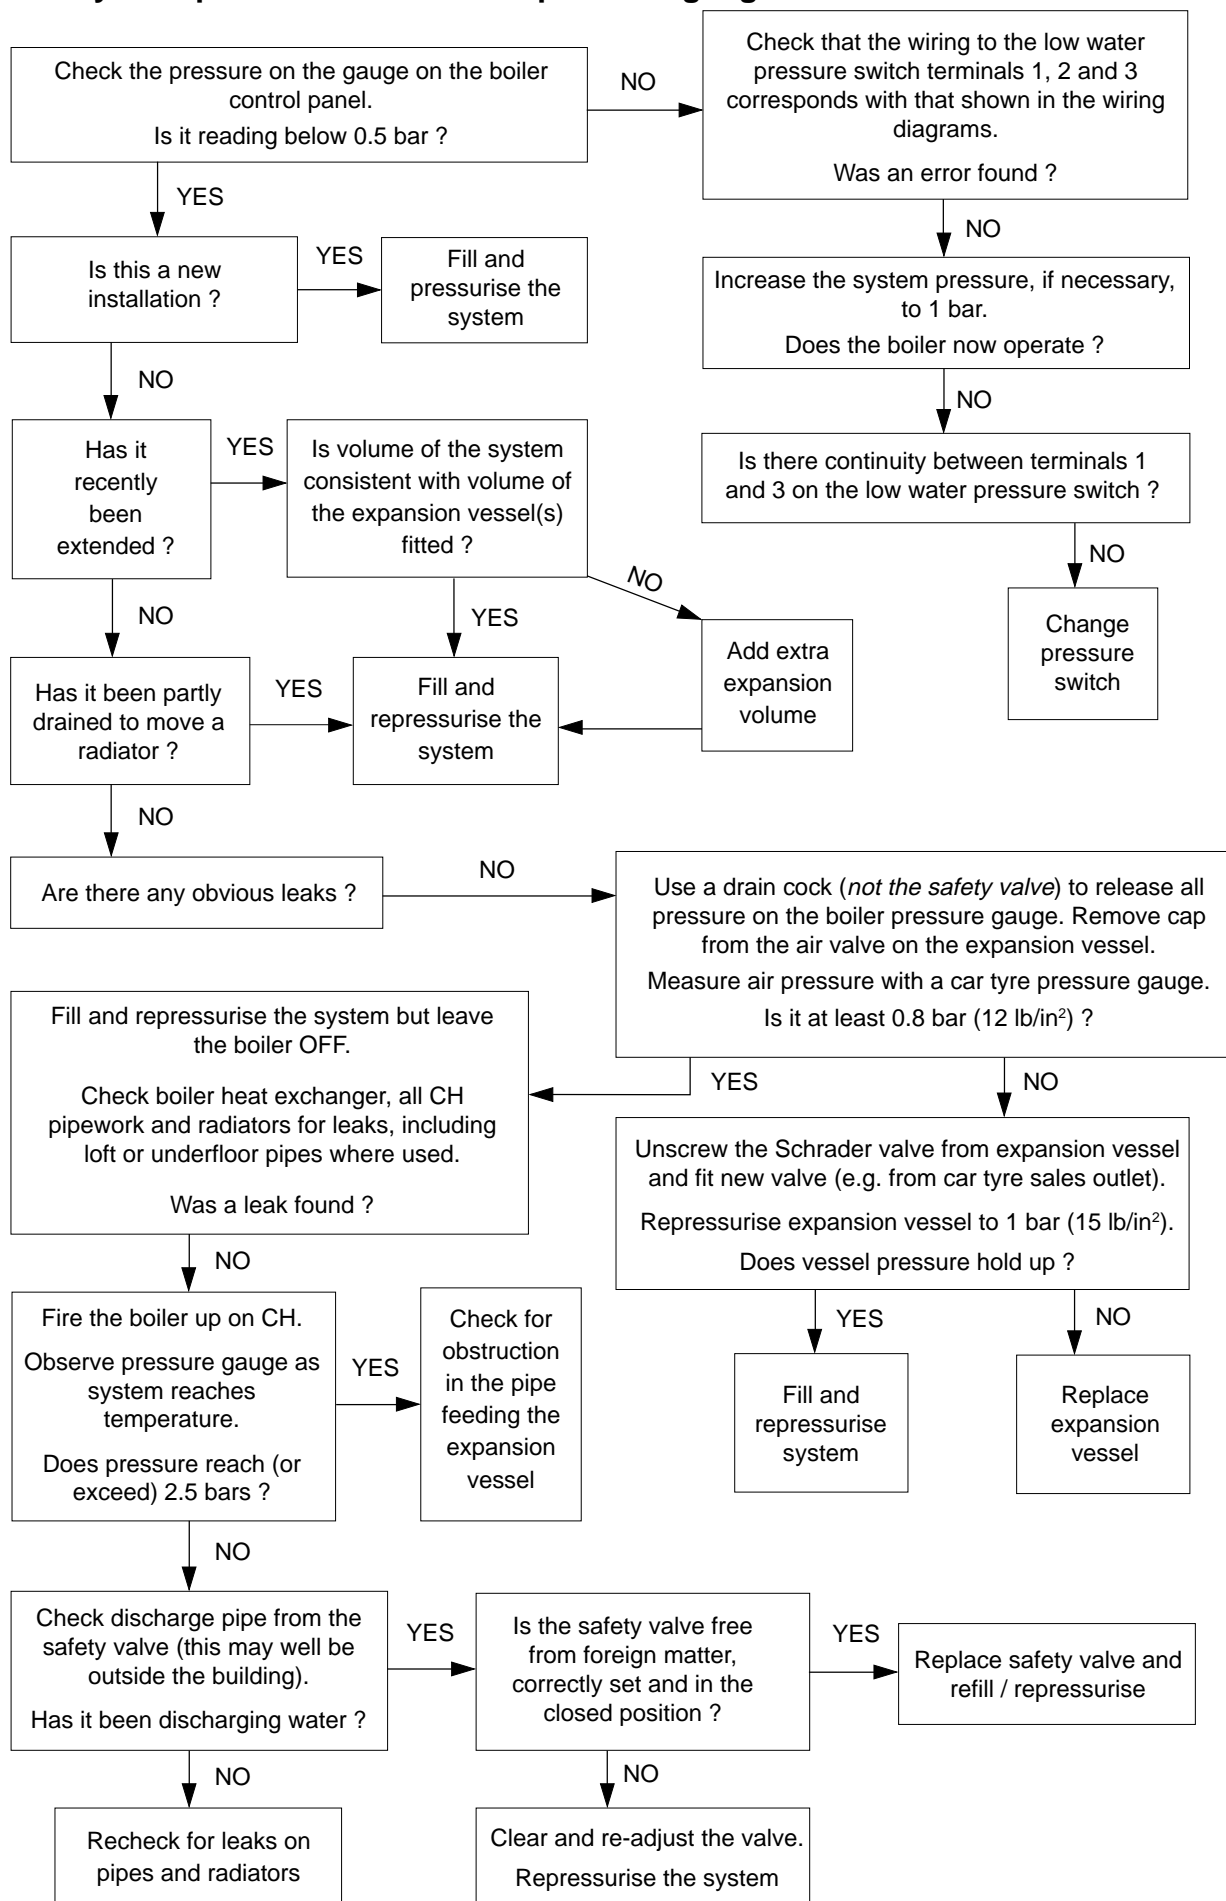 Check the pressure on the gauge on the boiler
control panel.
Is it reading below 0.5 bar ?
NO
Check that the wiring to the low water
pressure switch terminals 1, 2 and 3
corresponds with that shown in the wiring
diagrams.
Was an error found ?
YES
NO
Is this a new
installation ?
YES
Fill and
pressurise the
system
Increase the system pressure, if necessary,
to 1 bar.
Does the boiler now operate ?
NO
NO
Has it
recently
been
extended ?
YES
Is volume of the system
consistent with volume of
the expansion vessel(s)
fitted ?
Is there continuity between terminals 1
and 3 on the low water pressure switch ?
NO
NO
YES
NO
Change
pressure
switch
Has it been partly
drained to move a
radiator ?
YES
Fill and
repressurise the
system
Add extra
expansion
volume
NO
Are there any obvious leaks ?
NO
Use a drain cock (not the safety valve) to release all
pressure on the boiler pressure gauge. Remove cap
from the air valve on the expansion vessel.
Measure air pressure with a car tyre pressure gauge.
Is it at least 0.8 bar (12 lb/in²) ?
YES
NO
Fill and repressurise the system but leave
the boiler OFF.
Check boiler heat exchanger, all CH
pipework and radiators for leaks, including
loft or underfloor pipes where used.
Was a leak found ?
Unscrew the Schrader valve from expansion vessel
and fit new valve (e.g. from car tyre sales outlet).
Repressurise expansion vessel to 1 bar (15 lb/in²).
Does vessel pressure hold up ?
NO
YES
NO
Fire the boiler up on CH.
Observe pressure gauge as
system reaches
temperature.
Does pressure reach (or
exceed) 2.5 bars ?
YES
Check for
obstruction
in the pipe
feeding the
expansion
vessel
Fill and
repressurise
system
Replace
expansion
vessel
NO
Check discharge pipe from the
safety valve (this may well be
outside the building).
Has it been discharging water ?
YES
Is the safety valve free
from foreign matter,
correctly set and in the
closed position ?
YES
Replace safety valve and
refill / repressurise
NO
NO
Recheck for leaks on
pipes and radiators
Clear and re-adjust the valve.
Repressurise the system